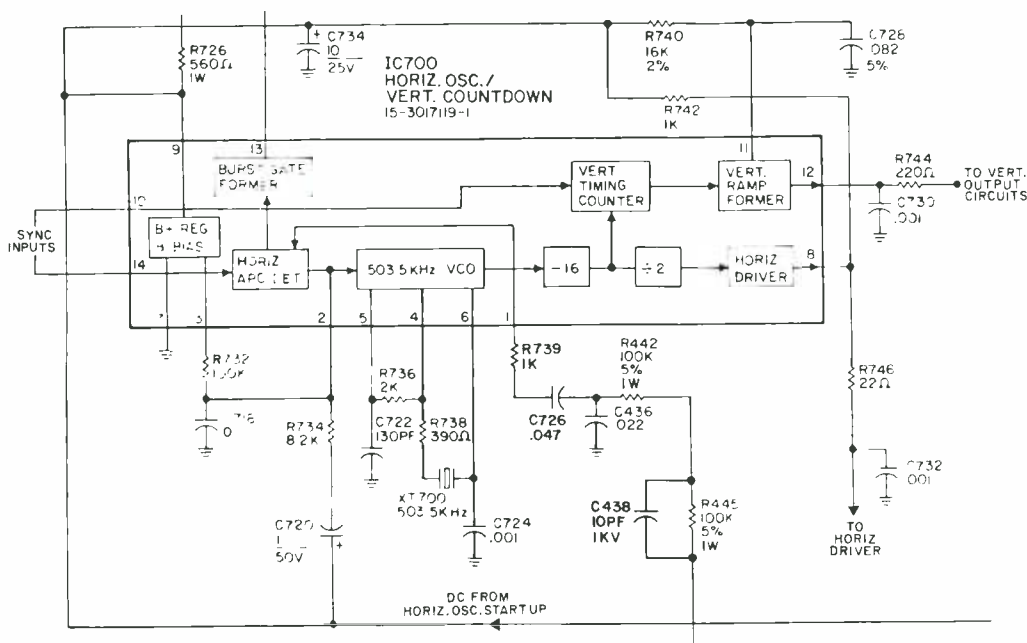 R726
560Ω
1W
+ C734
10
25V
IC700
HORIZ. OSC./
VERT. COUNTDOWN
15-3017119-1
R740
16K
2%
C728
.082
5%
R742
1K
9
13
11
BURST GATE
FORMER
VERT
TIMING
COUNTER
VERT.
RAMP
FORMER
12
R744
220Ω
C730
.001
TO VERT.
OUTPUT
CIRCUITS
10
SYNC
INPUTS
B+ REG
BIAS
14
HORIZ
APC DET
503.5KHz VCO
÷2
HORIZ
DRIVER
8
3
2
5
4
6
1
R732
R734
8.2K
R736
2K
C722
130PF
R738
390Ω
XT700
503.5KHz
C724
.001
R739
1K
C726
.047
R442
100K
5%
1W
C436
.022
R746
22Ω
C732
.001
C720
1
50V
+
C438
10PF
1KV
R445
100K
5%
1W
TO
HORIZ
DRIVER
DC FROM
HORIZ. OSC. STARTUP